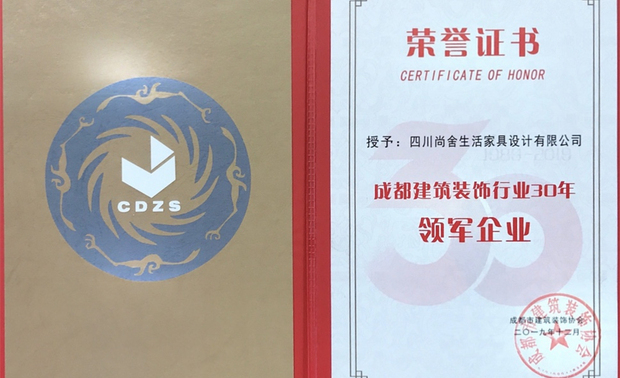 CDZS
荣誉证书
CERTIFICATE OF HONOR
授予：四川尚舍生活家具设计有限公司
成都建筑装饰行业30年
领军企业
30
成都市建筑装饰协会
二〇一九年十二月